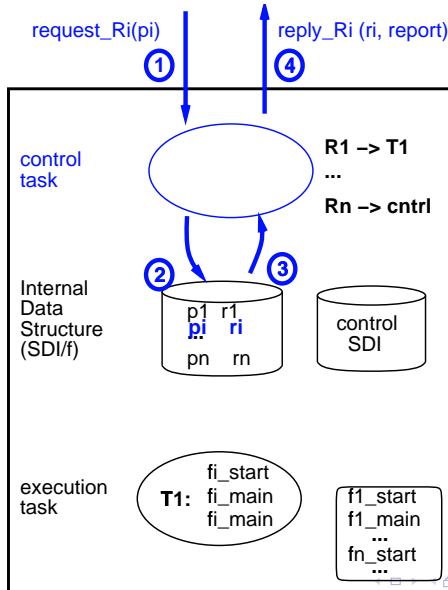 request_Ri(pi)
reply_Ri (ri, report)
1
4
control
task
R1 –> T1
...
Rn –> cntrl
2
3
Internal
Data
Structure
(SDI/f)
p1 r1
pi ri
...
pn rn
control
SDI
execution
task
T1:
fi_start
fi_main
fi_main
f1_start
f1_main
...
fn_start
...